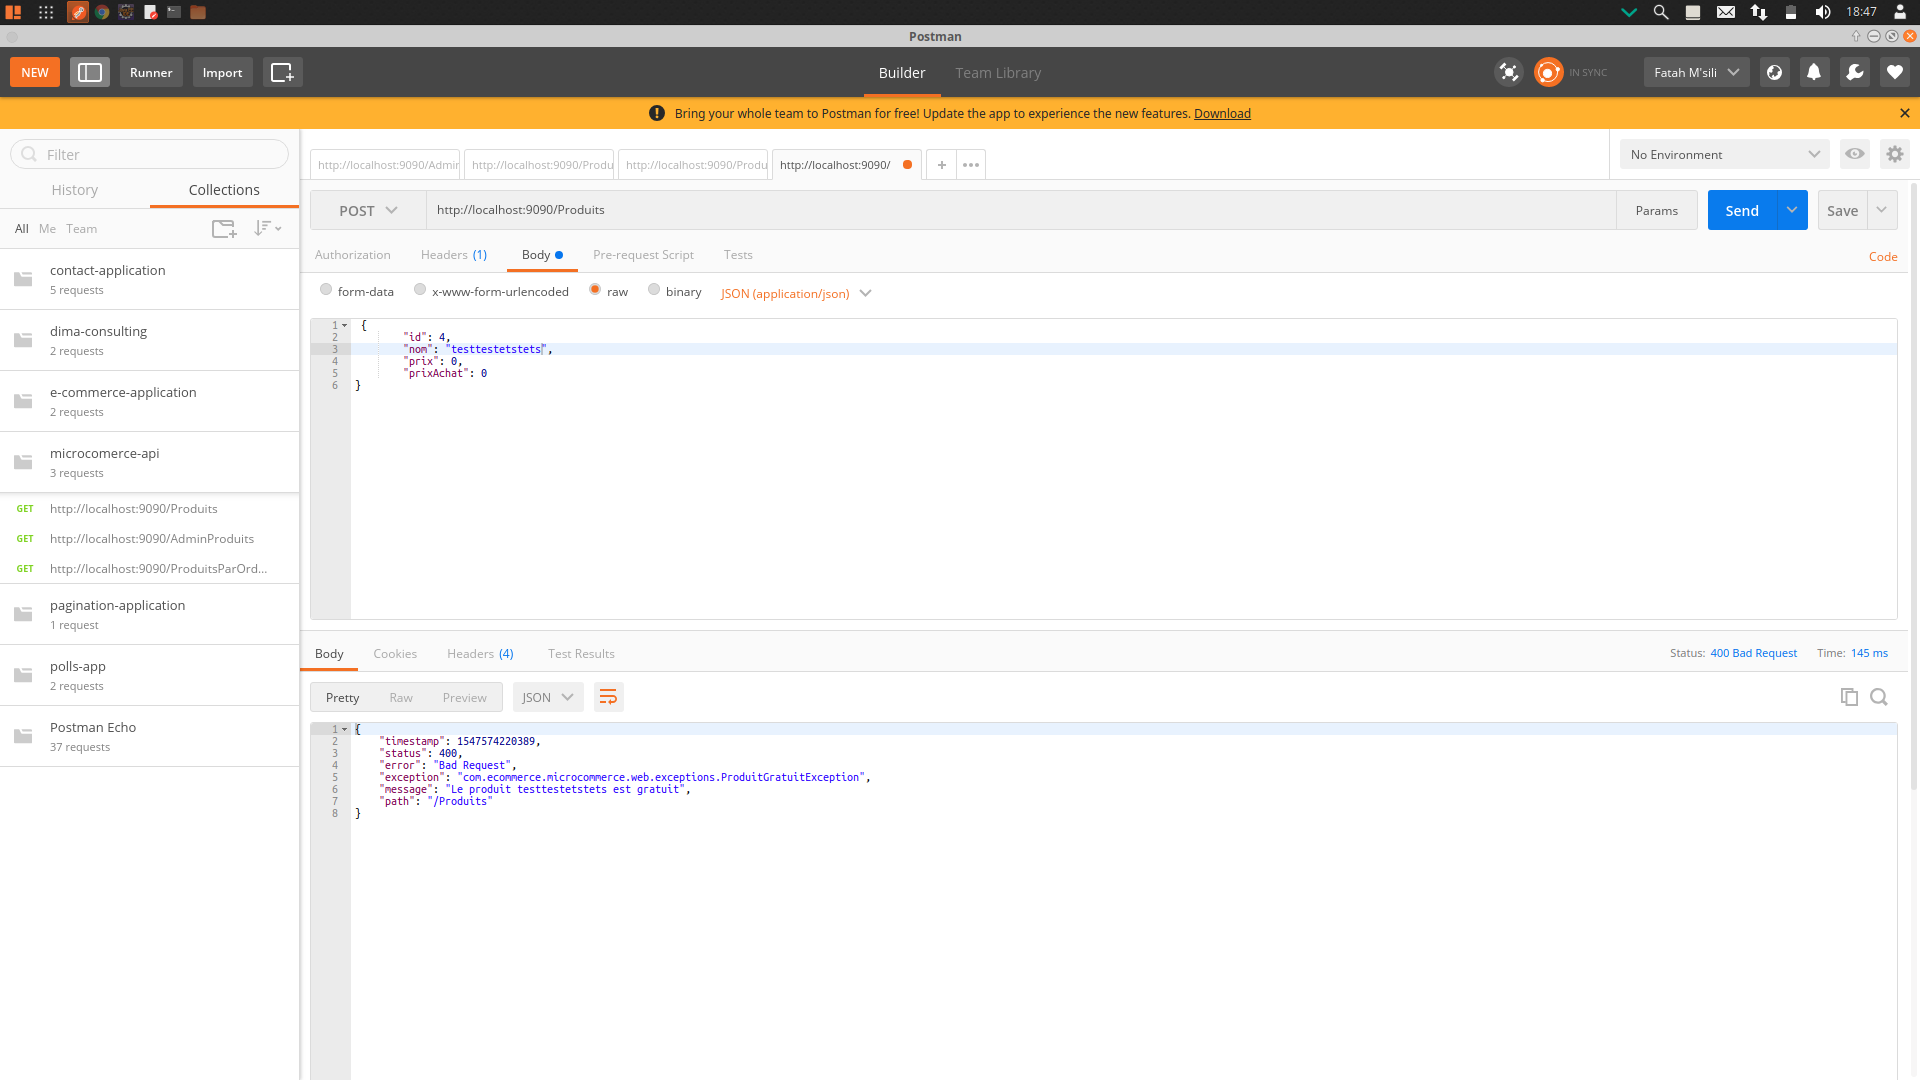 18:47
Postman
NEW
Runner
Import
Builder
Team Library
IN SYNC
Fatah M'sili
Bring your whole team to Postman for free! Update the app to experience the new features. Download
Filter
History
Collections
All Me Team
contact-application
5 requests
dima-consulting
2 requests
e-commerce-application
2 requests
microcomerce-api
3 requests
GET http://localhost:9090/Produits
GET http://localhost:9090/AdminProduits
GET http://localhost:9090/ProduitsParOrd...
pagination-application
1 request
polls-app
2 requests
Postman Echo
37 requests
http://localhost:9090/Admin
http://localhost:9090/Produ
http://localhost:9090/Produ
http://localhost:9090/
No Environment
POST
http://localhost:9090/Produits
Params
Send
Save
Authorization
Headers (1)
Body
Pre-request Script
Tests
Code
form-data
x-www-form-urlencoded
raw
binary
JSON (application/json)
1 {
2 "id": 4,
3 "nom": "testtestetstets",
4 "prix": 0,
5 "prixAchat": 0
6 }
Body
Cookies
Headers (4)
Test Results
Status: 400 Bad Request
Time: 145 ms
Pretty
Raw
Preview
JSON
1 {
2 "timestamp": 1547574220389,
3 "status": 400,
4 "error": "Bad Request",
5 "exception": "com.ecommerce.microcommerce.web.exceptions.ProduitGratuitException",
6 "message": "Le produit testtestetstets est gratuit",
7 "path": "/Produits"
8 }